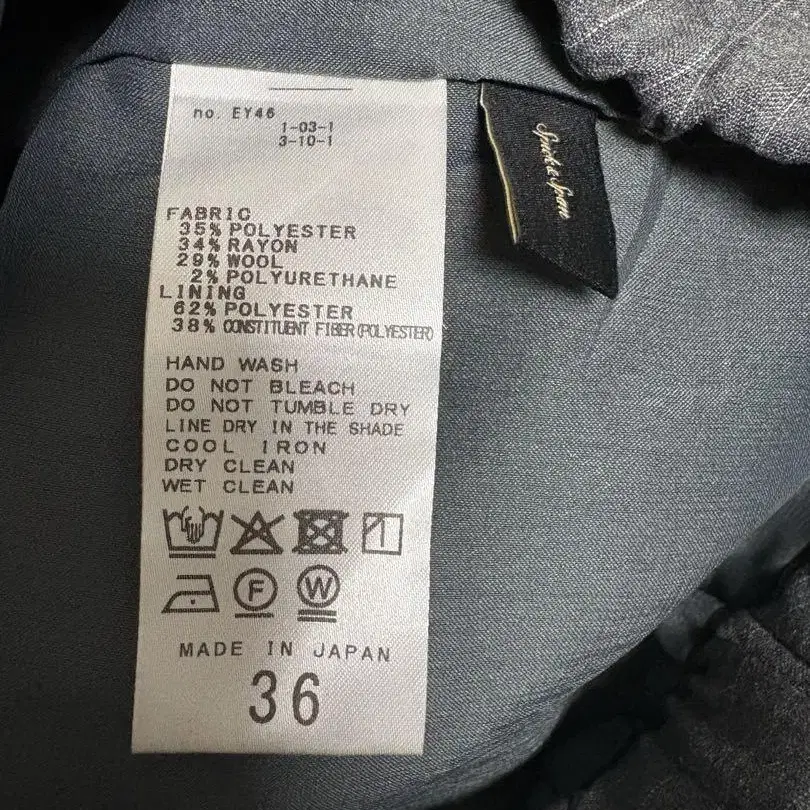 no. EY46
1-03-1
3-10-1
FABRIC
35% POLYESTER
34% RAYON
29% WOOL
2% POLYURETHANE
LINING
62% POLYESTER
38% CONSTITUENT FIBER(POLYESTER)
HAND WASH
DO NOT BLEACH
DO NOT TUMBLE DRY
LINE DRY IN THE SHADE
COOL IRON
DRY CLEAN
WET CLEAN
F W
MADE IN JAPAN
36
Spick & Span